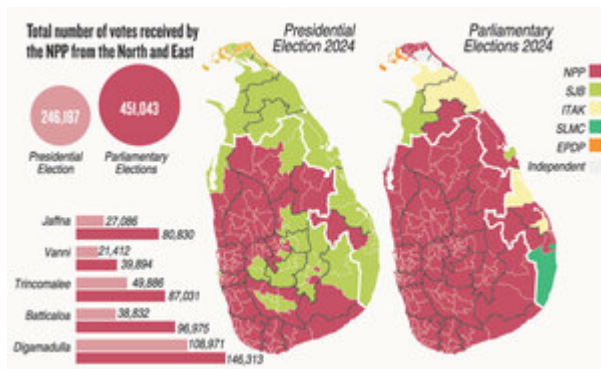 Total number of votes received by
the NPP from the North and East
246,187
Presidential
Election
451,043
Parliamentary
Elections
Jaffna
27,086
80,830
Vanni
21,412
39,894
Trincomalee
49,886
87,031
Batticaloa
38,832
96,975
Digamadulla
108,971
146,313
Presidential
Election 2024
Parliamentary
Elections 2024
NPP
SJB
ITAK
SLMC
EPDP
Independent